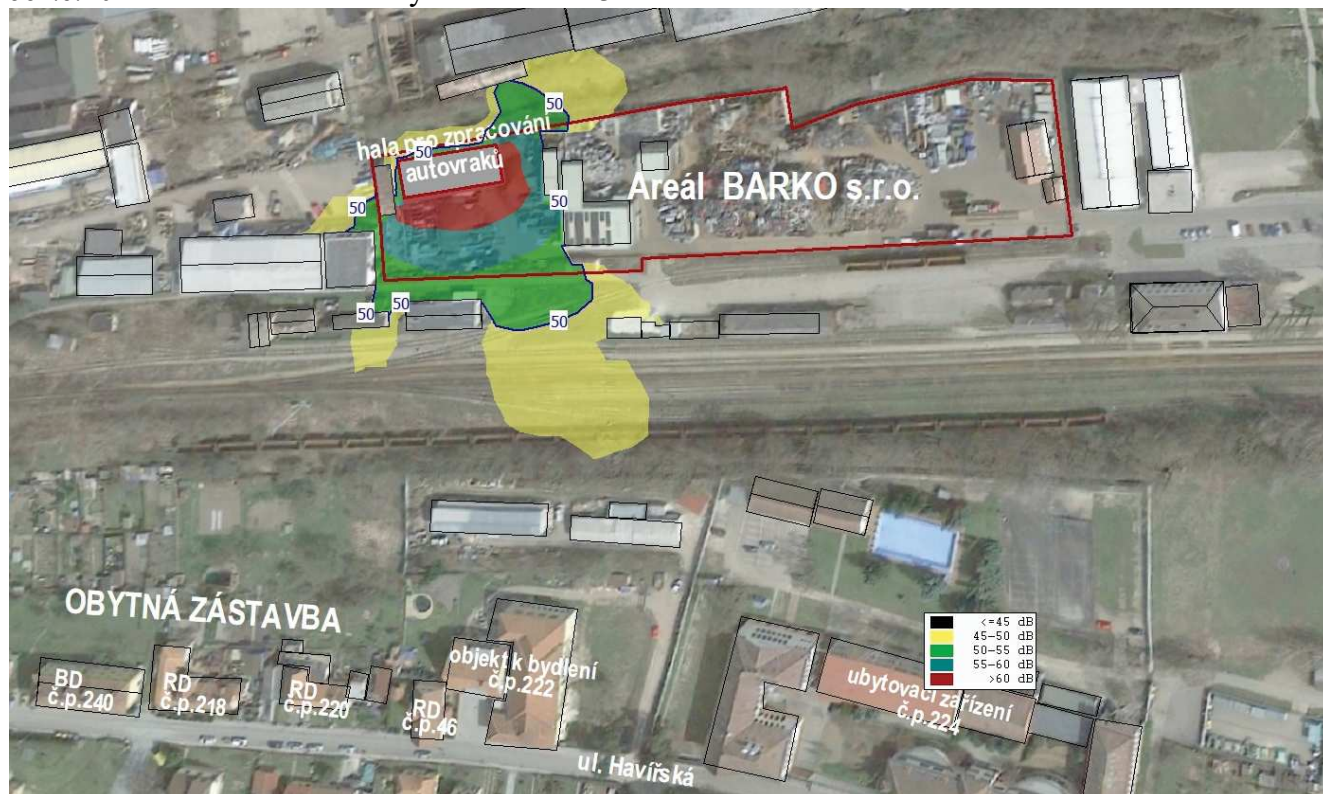 50
hala pro zpracování
50
autovraků
Areál BARKO s.r.o.
50
50
50
50
50
OBYTNÁ ZÁSTAVBA
<=45 dB
45-50 dB
50-55 dB
55-60 dB
>60 dB
BD
č.p.240
RD
č.p.218
RD
č.p.220
RD
č.p.46
objekt k bydlení
č.p.222
ubytovací zařízení
č.p.224
ul. Havířská